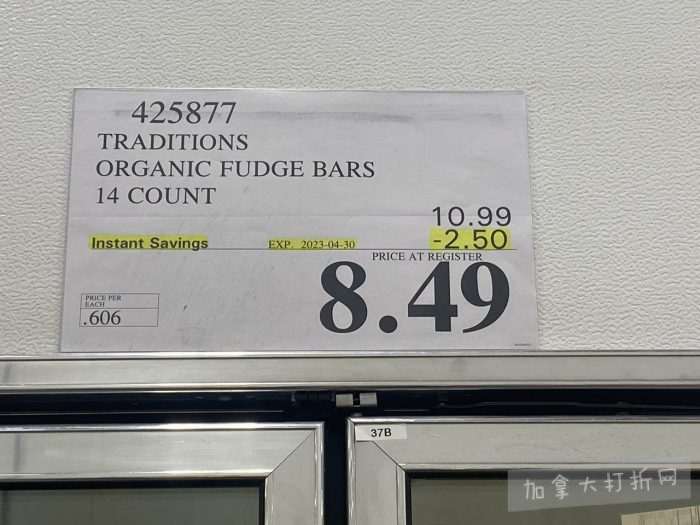 425877
TRADITIONS
ORGANIC FUDGE BARS
14 COUNT
10.99
Instant Savings EXP. 2023-04-30 -2.50
PRICE AT REGISTER
8.49
PRICE PER
EACH
.606
37B
加拿大打折网